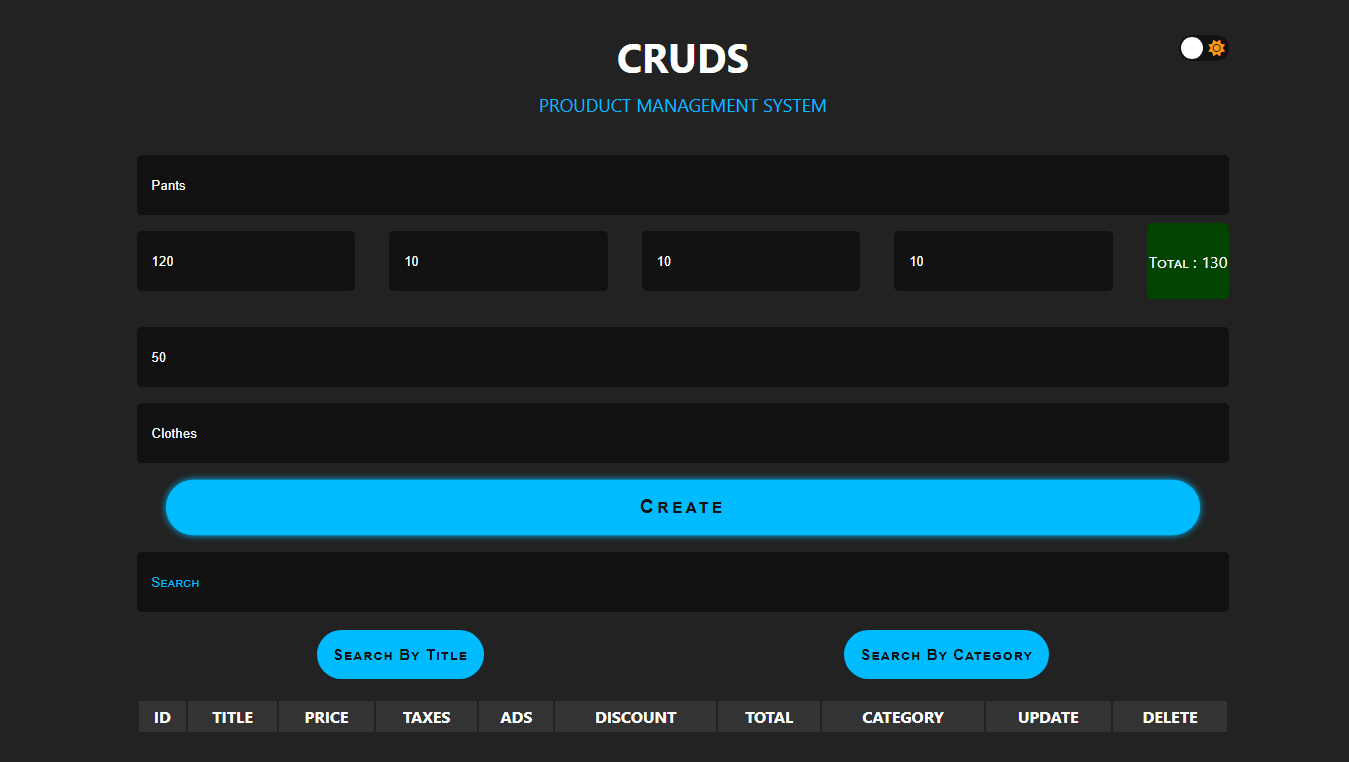 CRUDS
PROUDUCT MANAGEMENT SYSTEM
Pants
120 10 10 10 Total : 130
50
Clothes
Create
Search
Search By Title Search By Category
ID TITLE PRICE TAXES ADS DISCOUNT TOTAL CATEGORY UPDATE DELETE